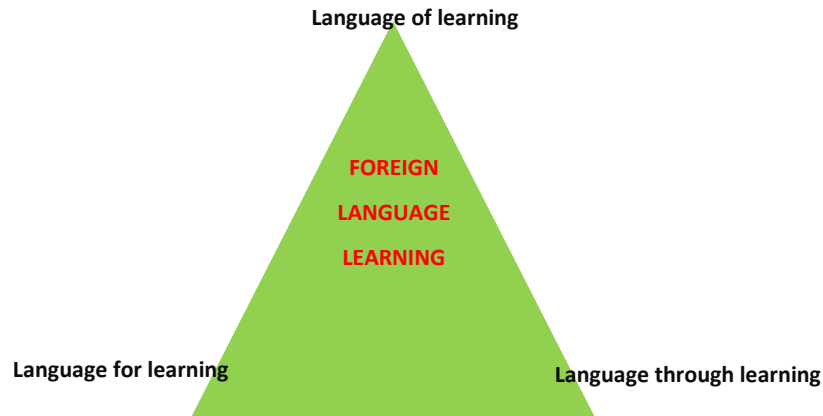 Language of learning
FOREIGN
LANGUAGE
LEARNING
Language for learning
Language through learning